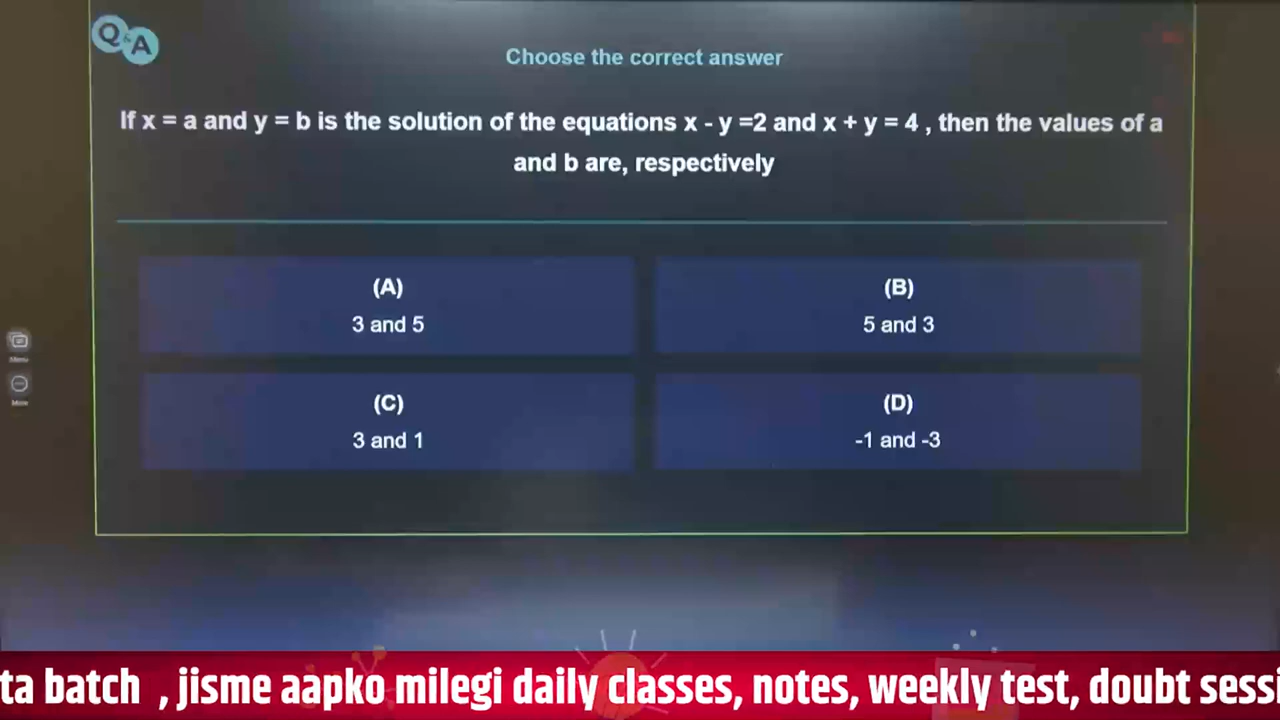 Q&A
Choose the correct answer
If x = a and y = b is the solution of the equations x - y =2 and x + y = 4 , then the values of a
and b are, respectively
(A)
3 and 5
(B)
5 and 3
(C)
3 and 1
(D)
-1 and -3
Menu
More
ta batch , jisme aapko milegi daily classes, notes, weekly test, doubt sessi